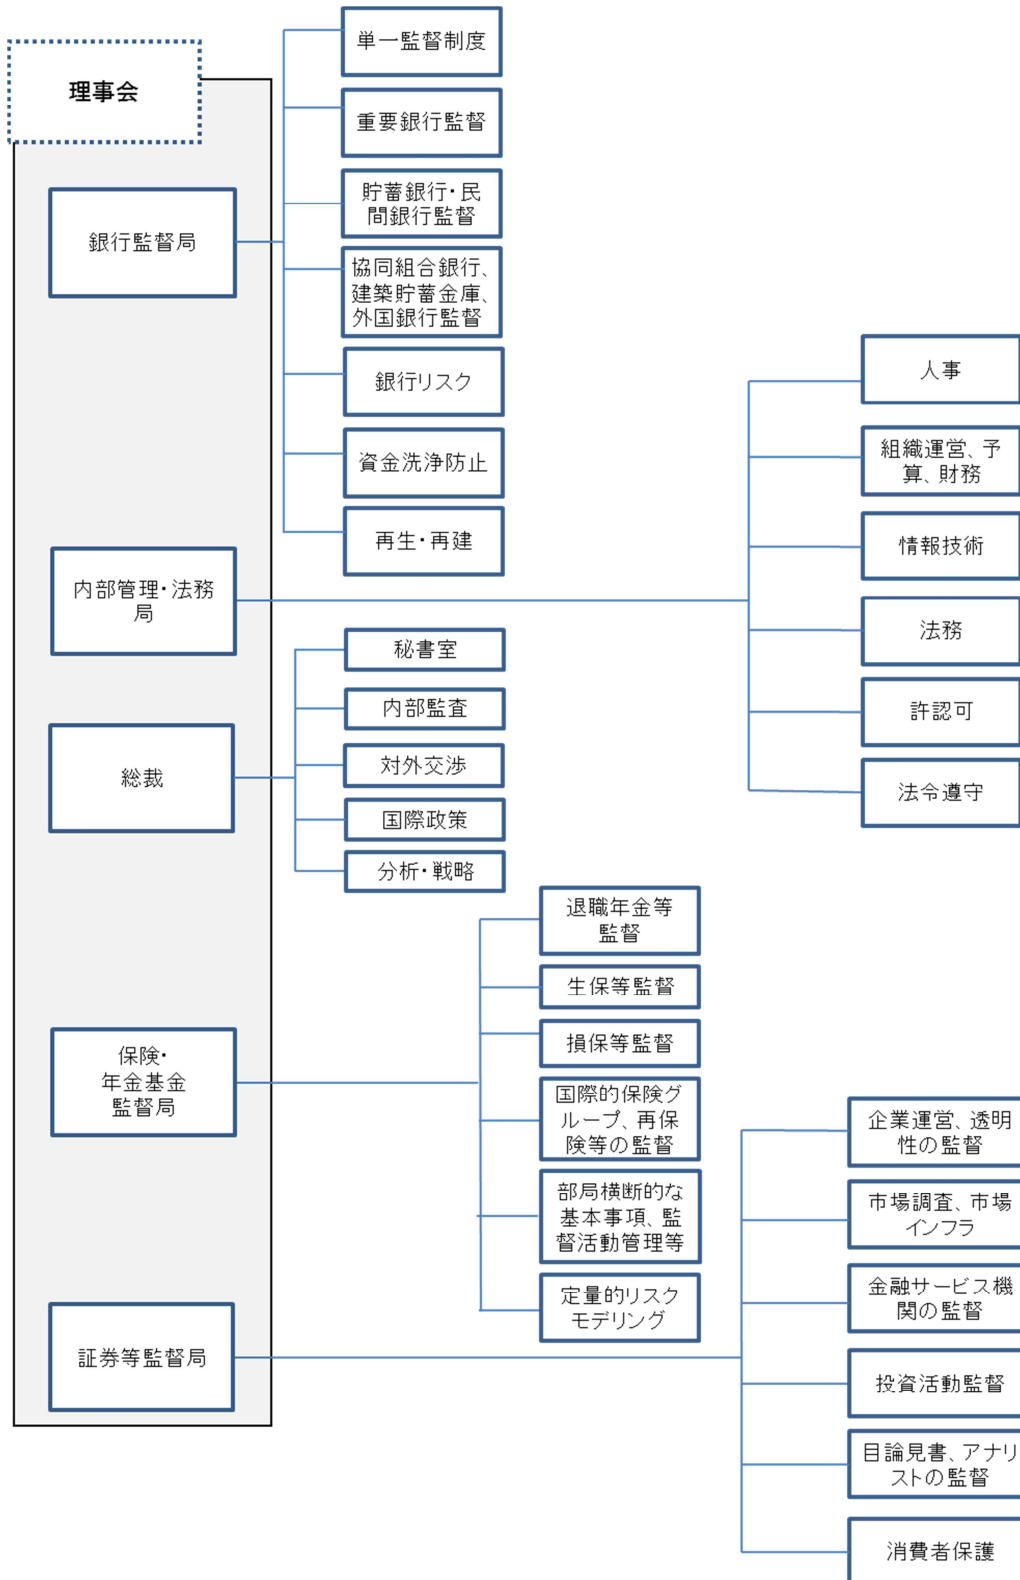 理事会
銀行監督局
単一監督制度
重要銀行監督
貯蓄銀行・民
間銀行監督
協同組合銀行、
建築貯蓄金庫、
外国銀行監督
銀行リスク
資金洗浄防止
再生・再建
内部管理・法務
局
人事
組織運営、予
算、財務
情報技術
法務
許認可
法令遵守
総裁
秘書室
内部監査
対外交渉
国際政策
分析・戦略
保険・
年金基金
監督局
退職年金等
監督
生保等監督
損保等監督
国際的保険グ
ループ、再保
険等の監督
部局横断的な
基本事項、監
督活動管理等
定量的リスク
モデリング
証券等監督局
企業運営、透明
性の監督
市場調査、市場
インフラ
金融サービス機
関の監督
投資活動監督
目論見書、アナリ
ストの監督
消費者保護